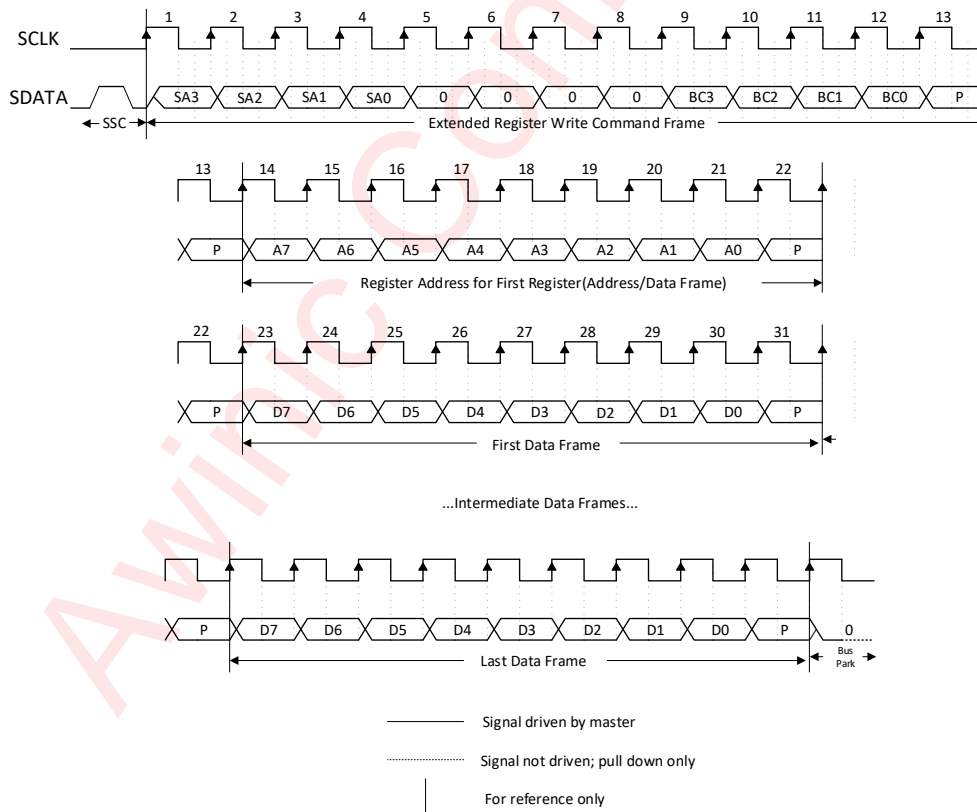 1 2 3 4 5 6 7 8 9 10 11 12 13
SCLK
SDATA SA3 SA2 SA1 SA0 0 0 0 0 BC3 BC2 BC1 BC0 P
SSC Extended Register Write Command Frame
13 14 15 16 17 18 19 20 21 22
P A7 A6 A5 A4 A3 A2 A1 A0 P
Register Address for First Register(Address/Data Frame)
22 23 24 25 26 27 28 29 30 31
P D7 D6 D5 D4 D3 D2 D1 D0 P
First Data Frame
...Intermediate Data Frames...
P D7 D6 D5 D4 D3 D2 D1 D0 P 0
Last Data Frame
Bus
Park
Signal driven by master
Signal not driven; pull down only
For reference only
Awinic Con